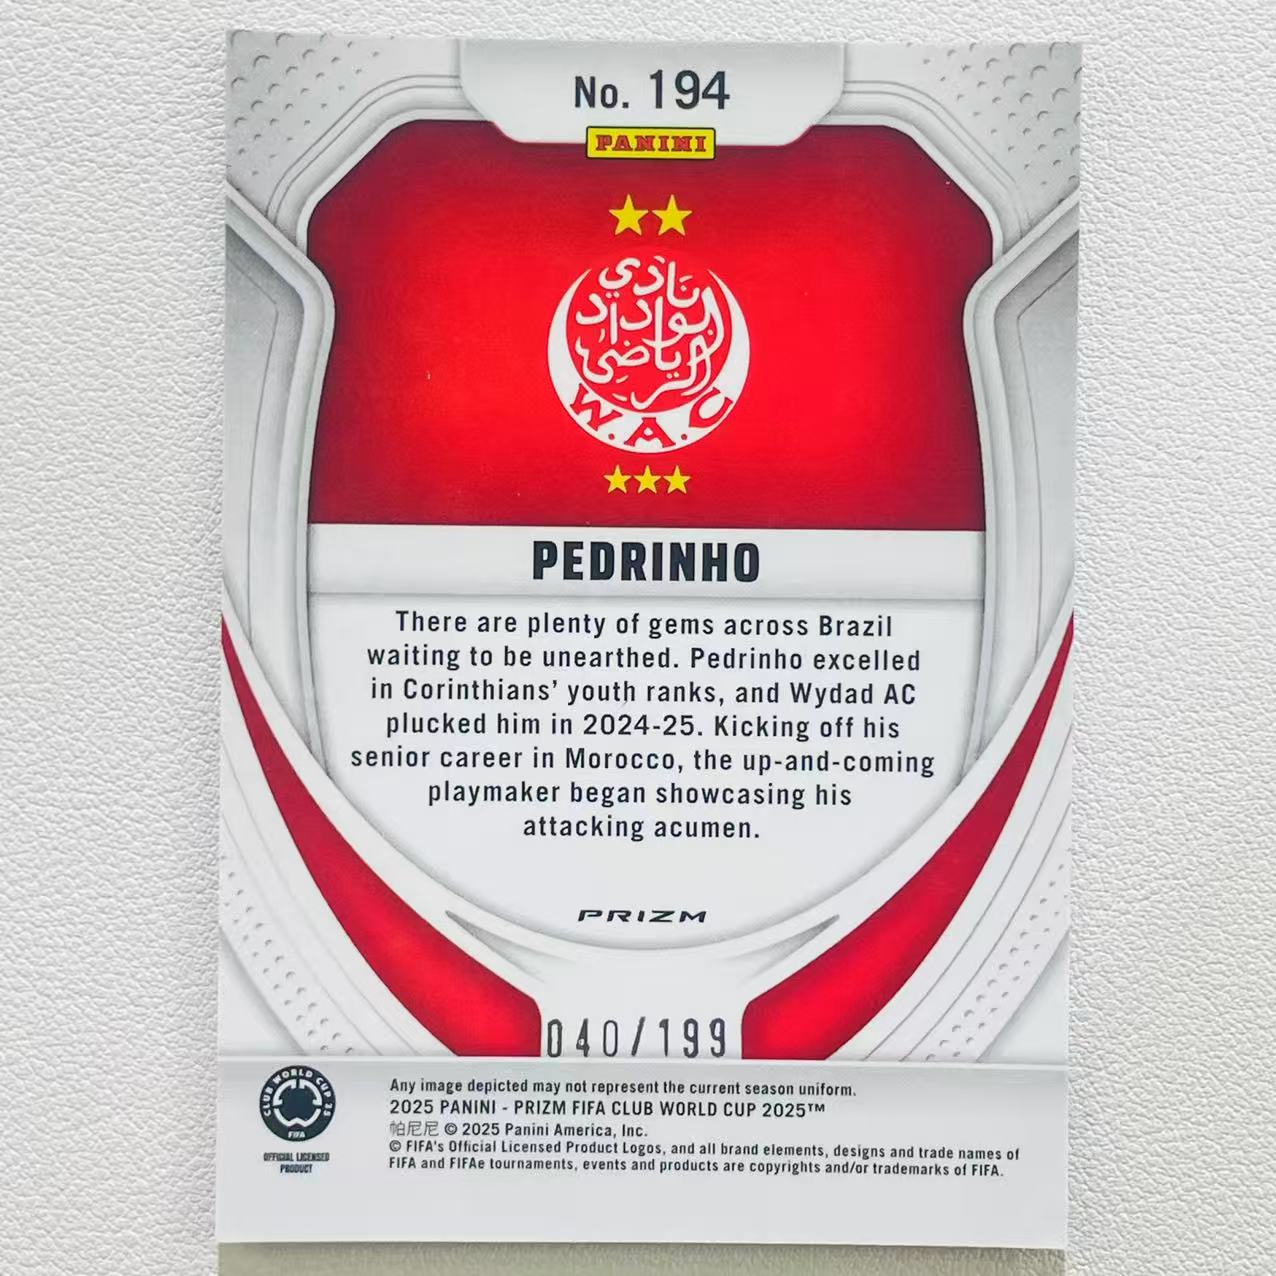 No. 194
PANINI
نادي
الوداد
الرياضي
W.A.C
PEDRINHO
There are plenty of gems across Brazil
waiting to be unearthed. Pedrinho excelled
in Corinthians’ youth ranks, and Wydad AC
plucked him in 2024-25. Kicking off his
senior career in Morocco, the up-and-coming
playmaker began showcasing his
attacking acumen.
PRIZM
040/199
CLUB WORLD CUP 25
FIFA
OFFICIAL LICENSED
PRODUCT
Any image depicted may not represent the current season uniform.
2025 PANINI - PRIZM FIFA CLUB WORLD CUP 2025™
帕尼尼 © 2025 Panini America, Inc.
© FIFA's Official Licensed Product Logos, and all brand elements, designs and trade names of
FIFA and FIFAe tournaments, events and products are copyrights and/or trademarks of FIFA.